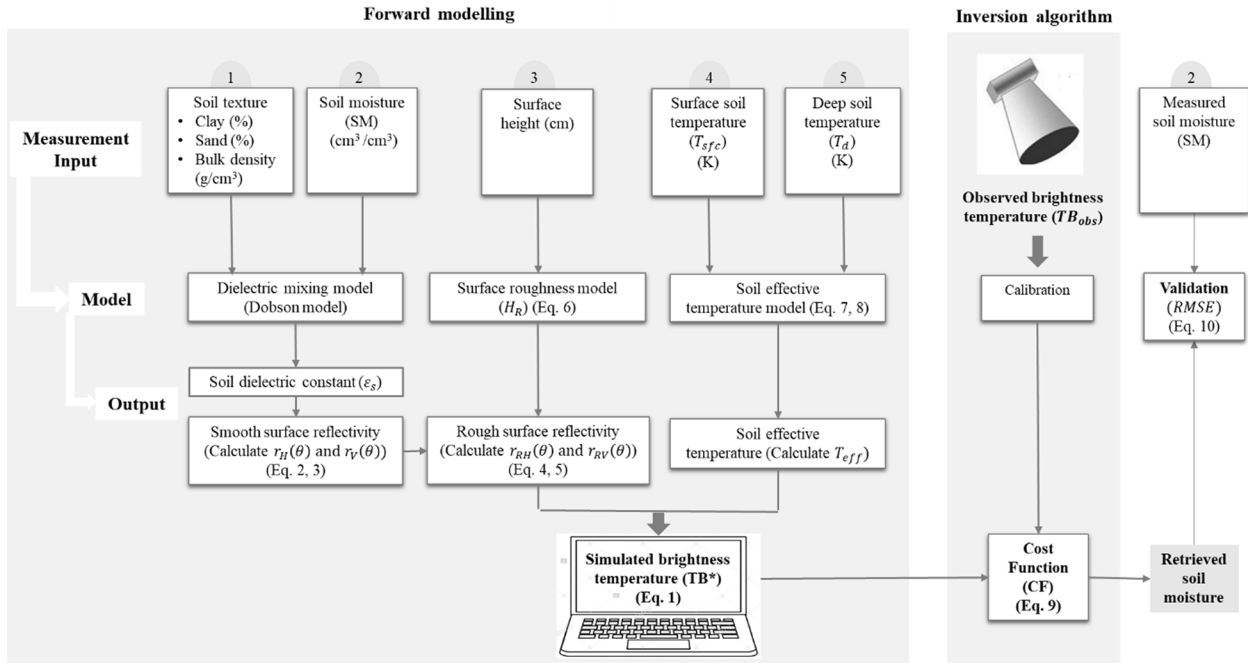 Forward modelling
Inversion algorithm
Measurement
Input
Model
Output
1
Soil texture
• Clay (%)
• Sand (%)
• Bulk density
(g/cm³)
2
Soil moisture
(SM)
(cm³/cm³)
3
Surface
height (cm)
4
Surface soil
temperature
(T_sfc)
(K)
5
Deep soil
temperature
(T_d)
(K)
Dielectric mixing model
(Dobson model)
Surface roughness model
(H_R) (Eq. 6)
Soil effective
temperature model (Eq. 7, 8)
Soil dielectric constant (ε_s)
Smooth surface reflectivity
(Calculate r_H(θ) and r_V(θ))
(Eq. 2, 3)
Rough surface reflectivity
(Calculate r_RH(θ) and r_RV(θ))
(Eq. 4, 5)
Soil effective
temperature (Calculate T_eff)
Simulated brightness
temperature (TB*)
(Eq. 1)
Observed brightness
temperature (TB_obs)
Calibration
Cost
Function
(CF)
(Eq. 9)
2
Measured
soil moisture
(SM)
Validation
(RMSE)
(Eq. 10)
Retrieved
soil
moisture